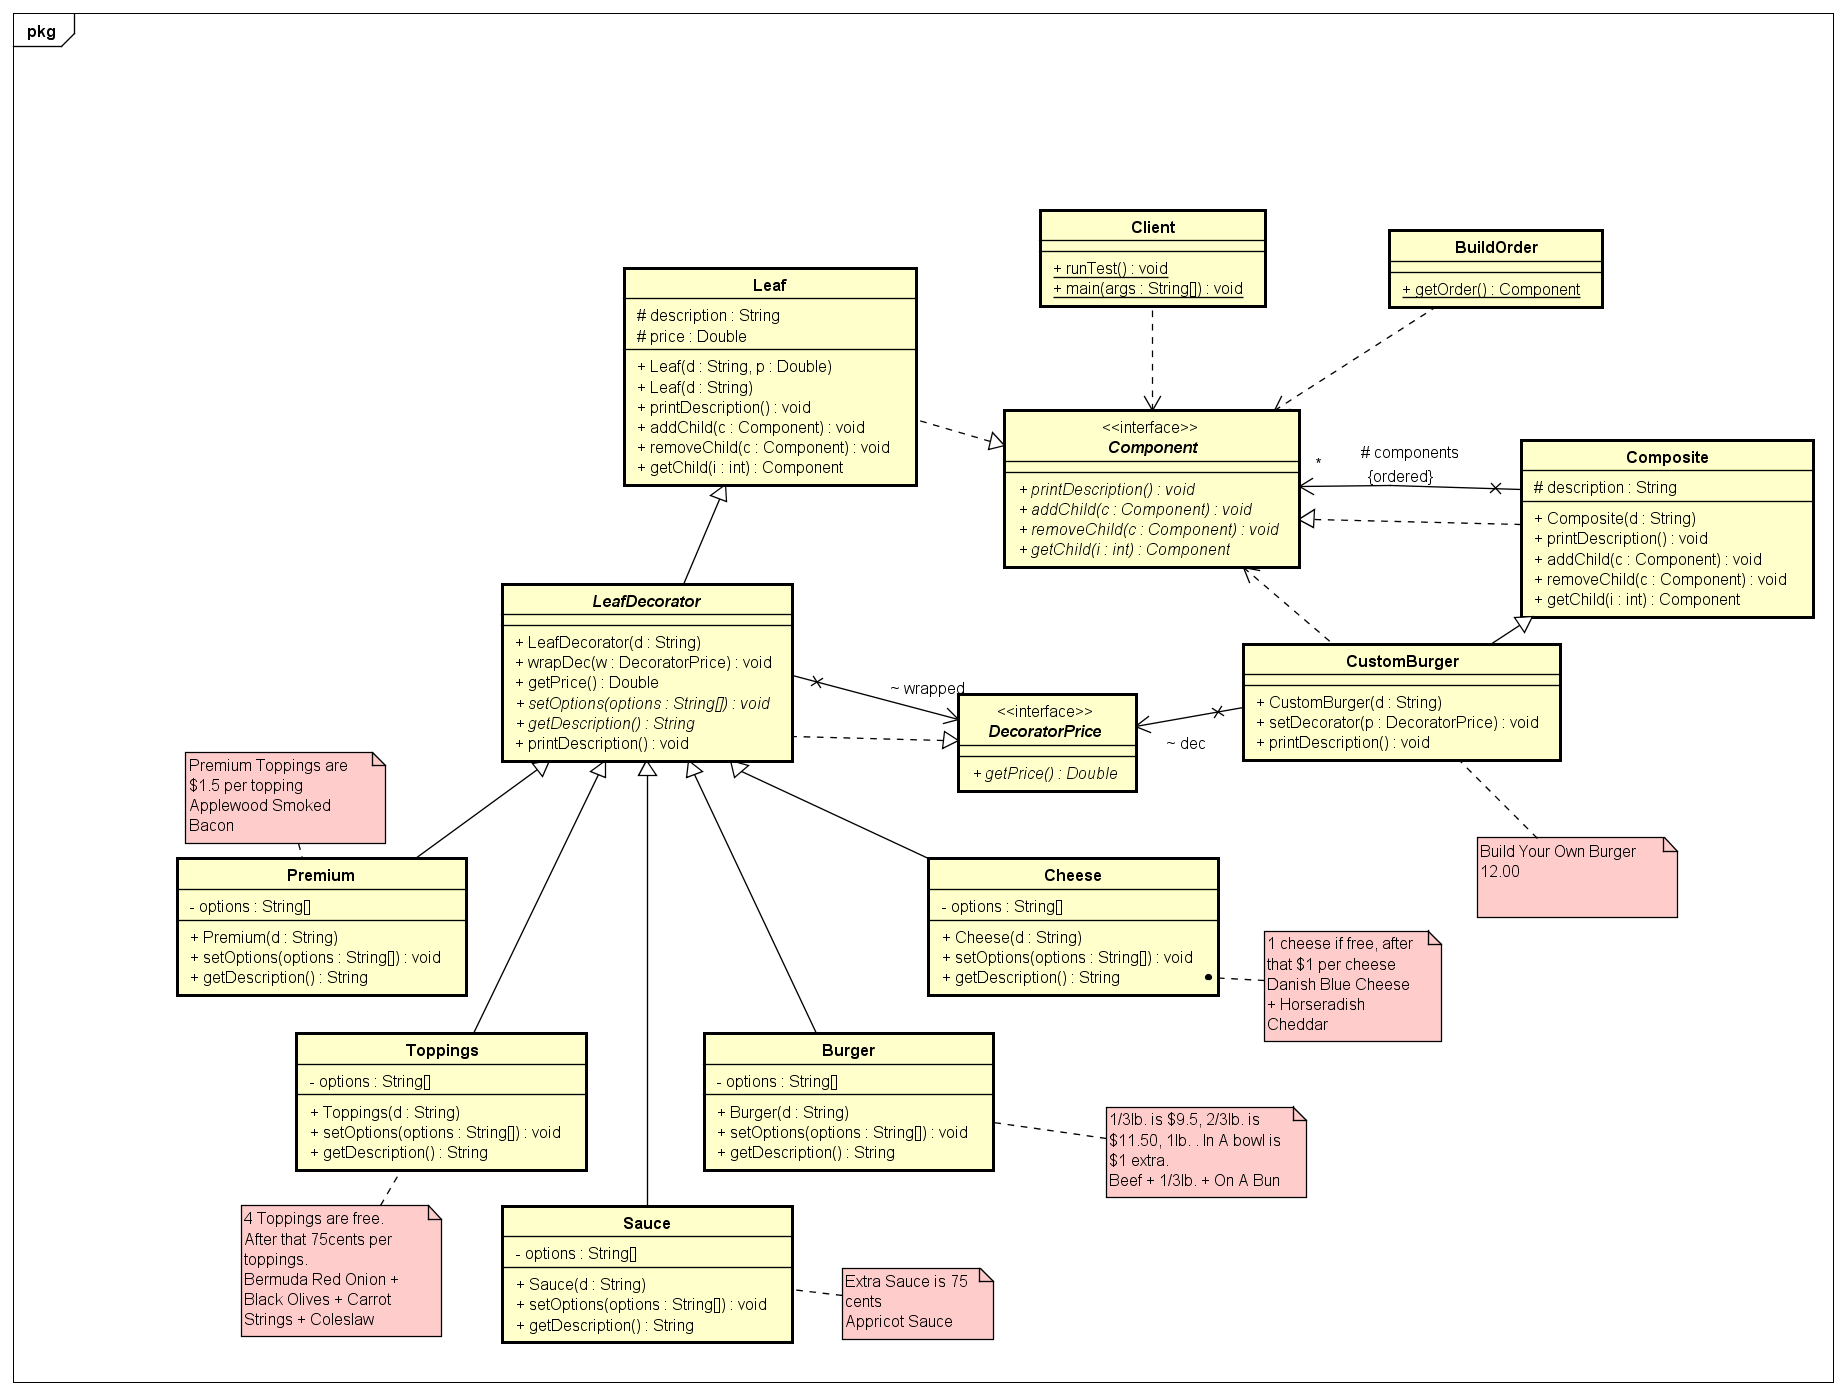 pkg
Client
+ runTest() : void
+ main(args : String[]) : void
BuildOrder
+ getOrder() : Component
Leaf
# description : String
# price : Double
+ Leaf(d : String, p : Double)
+ Leaf(d : String)
+ printDescription() : void
+ addChild(c : Component) : void
+ removeChild(c : Component) : void
+ getChild(i : int) : Component
<<interface>>
Component
+ printDescription() : void
+ addChild(c : Component) : void
+ removeChild(c : Component) : void
+ getChild(i : int) : Component
*
# components
{ordered}
Composite
# description : String
+ Composite(d : String)
+ printDescription() : void
+ addChild(c : Component) : void
+ removeChild(c : Component) : void
+ getChild(i : int) : Component
LeafDecorator
+ LeafDecorator(d : String)
+ wrapDec(w : DecoratorPrice) : void
+ getPrice() : Double
+ setOptions(options : String[]) : void
+ getDescription() : String
+ printDescription() : void
~ wrapped
<<interface>>
DecoratorPrice
+ getPrice() : Double
~ dec
CustomBurger
+ CustomBurger(d : String)
+ setDecorator(p : DecoratorPrice) : void
+ printDescription() : void
Premium Toppings are
$1.5 per topping
Applewood Smoked
Bacon
Build Your Own Burger
12.00
Premium
- options : String[]
+ Premium(d : String)
+ setOptions(options : String[]) : void
+ getDescription() : String
Cheese
- options : String[]
+ Cheese(d : String)
+ setOptions(options : String[]) : void
+ getDescription() : String
1 cheese if free, after
that $1 per cheese
Danish Blue Cheese
+ Horseradish
Cheddar
Toppings
- options : String[]
+ Toppings(d : String)
+ setOptions(options : String[]) : void
+ getDescription() : String
Burger
- options : String[]
+ Burger(d : String)
+ setOptions(options : String[]) : void
+ getDescription() : String
1/3lb. is $9.5, 2/3lb. is
$11.50, 1lb. . In A bowl is
$1 extra.
Beef + 1/3lb. + On A Bun
4 Toppings are free.
After that 75cents per
toppings.
Bermuda Red Onion +
Black Olives + Carrot
Strings + Coleslaw
Sauce
- options : String[]
+ Sauce(d : String)
+ setOptions(options : String[]) : void
+ getDescription() : String
Extra Sauce is 75
cents
Appricot Sauce